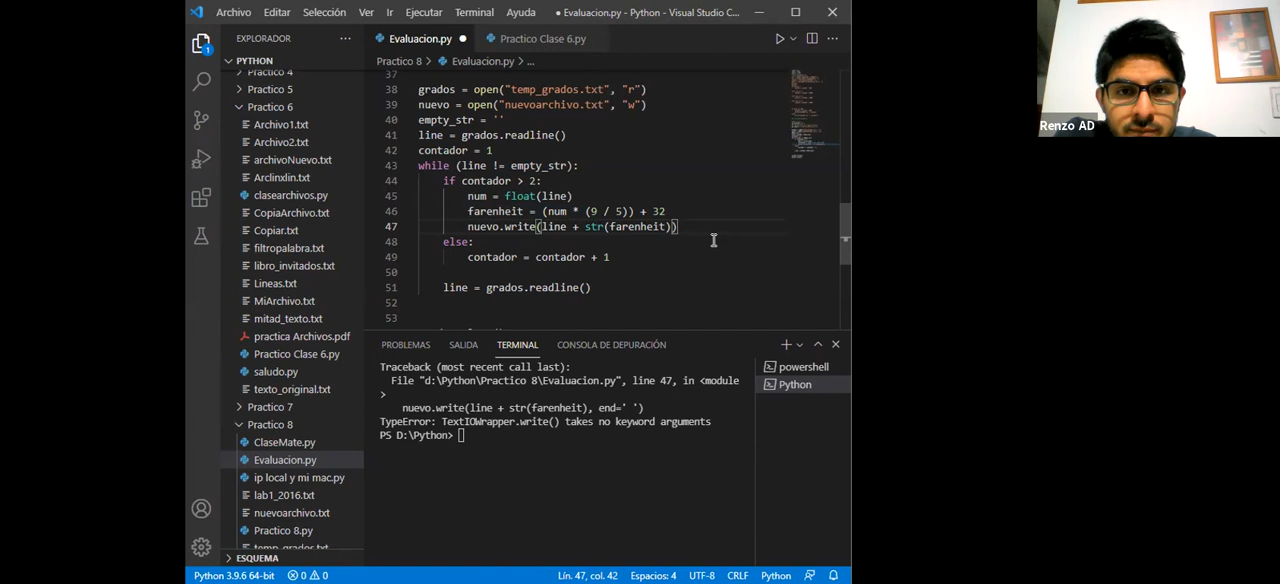 Archivo Editar Selección Ver Ir Ejecutar Terminal Ayuda ● Evaluacion.py - Python - Visual Studio C...
EXPLORADOR ···
Evaluacion.py ●
Practico Clase 6.py
PYTHON
Practico 8 > Evaluacion.py > ...
Practico 4
Practico 5
Practico 6
Archivo1.txt
Archivo2.txt
archivoNuevo.txt
Arclinxlin.txt
clasearchivos.py
CopiaArchivo.txt
Copiar.txt
filtropalabra.txt
libro_invitados.txt
Lineas.txt
MiArchivo.txt
mitad_texto.txt
practica Archivos.pdf
Practico Clase 6.py
saludo.py
texto_original.txt
Practico 7
Practico 8
ClaseMate.py
Evaluacion.py
ip local y mi mac.py
lab1_2016.txt
nuevoarchivo.txt
Practico 8.py
temp_grados.txt
ESQUEMA
37
38 grados = open("temp_grados.txt", "r")
39 nuevo = open("nuevoarchivo.txt", "w")
40 empty_str = ''
41 line = grados.readline()
42 contador = 1
43 while (line != empty_str):
44 if contador > 2:
45 num = float(line)
46 farenheit = (num * (9 / 5)) + 32
47 nuevo.write(line + str(farenheit))
48 else:
49 contador = contador + 1
50
51 line = grados.readline()
52
53
PROBLEMAS SALIDA TERMINAL CONSOLA DE DEPURACIÓN
Traceback (most recent call last):
File "d:\Python\Practico 8\Evaluacion.py", line 47, in <module
>
nuevo.write(line + str(farenheit), end=' ')
TypeError: TextIOWrapper.write() takes no keyword arguments
PS D:\Python>
powershell
Python
Python 3.9.6 64-bit 0 0 Lín. 47, col. 42 Espacios: 4 UTF-8 CRLF Python
Renzo AD
1